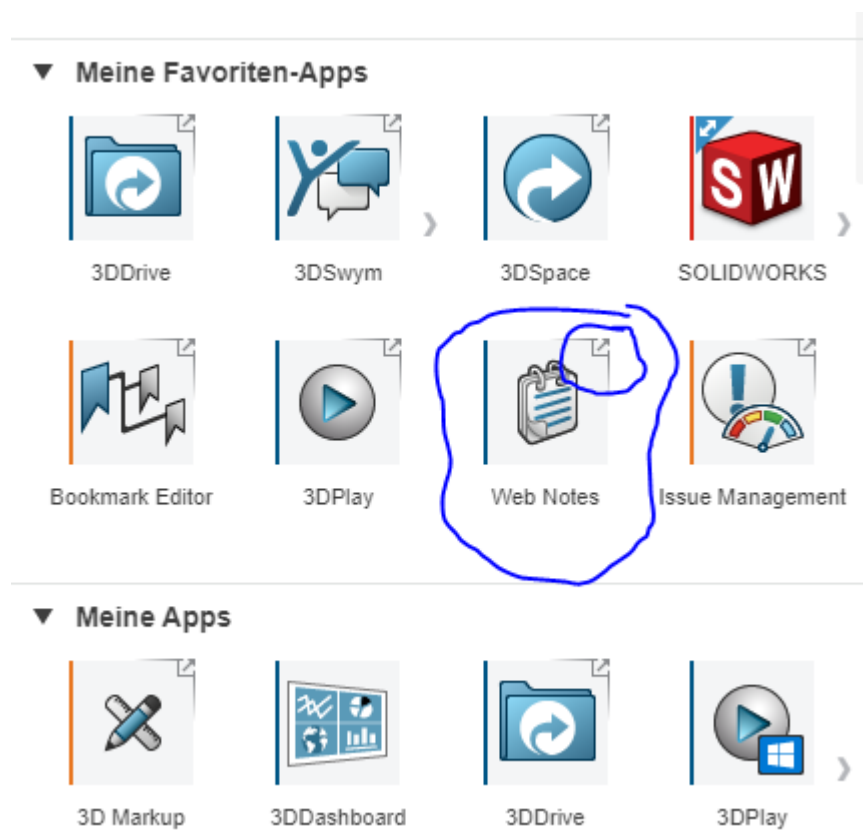 Meine Favoriten-Apps
SW
3DDrive 3DSwym 3DSpace SOLIDWORKS
Bookmark Editor 3DPlay Web Notes Issue Management
Meine Apps
3D Markup 3DDashboard 3DDrive 3DPlay